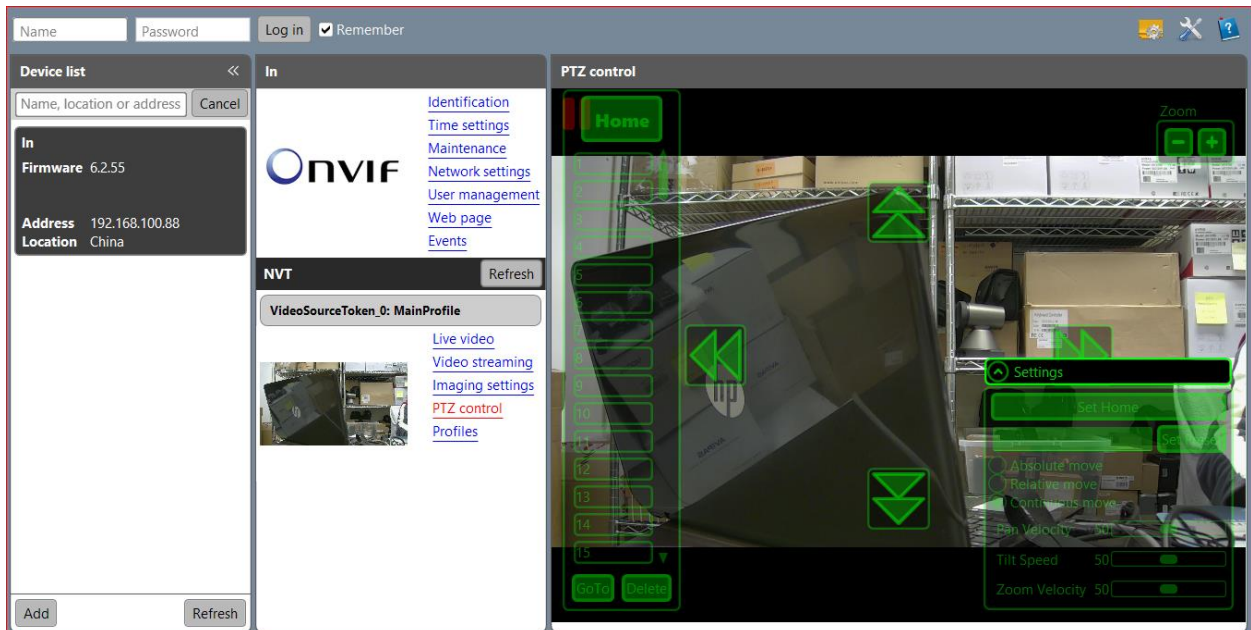 Name
Password
Log in
Remember
Device list
In
PTZ control
Name, location or address
Cancel
In
Firmware 6.2.55
Address 192.168.100.88
Location China
Add
Refresh
ONVIF
Identification
Time settings
Maintenance
Network settings
User management
Web page
Events
NVT
Refresh
VideoSourceToken_0: MainProfile
Live video
Video streaming
Imaging settings
PTZ control
Profiles
Home
1
2
3
4
5
6
7
8
9
10
11
12
13
14
15
GoTo
Delete
Zoom
hp
Settings
Set Home
Absolute move
Relative move
Continuous move
Pan Velocity 50
Tilt Speed 50
Zoom Velocity 50